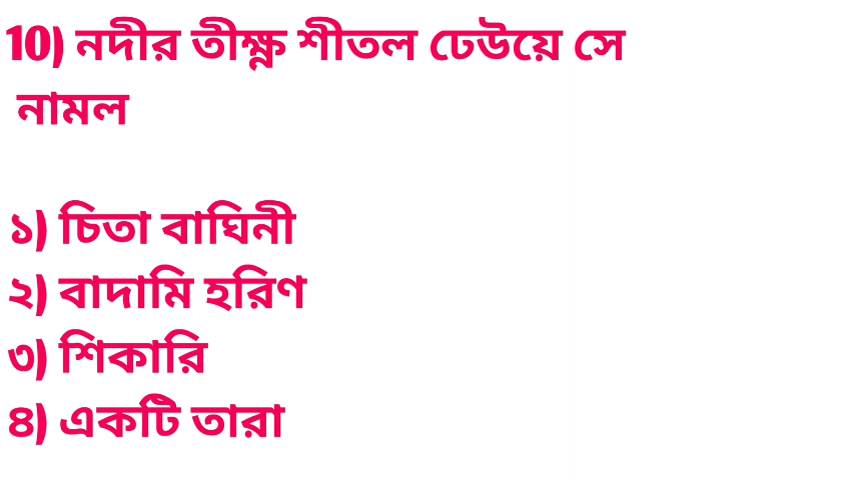 10) নদীর তীক্ষ্ণ শীতল ঢেউয়ে সে
নামল
১) চিতা বাঘিনী
২) বাদামি হরিণ
৩) শিকারি
৪) একটি তারা